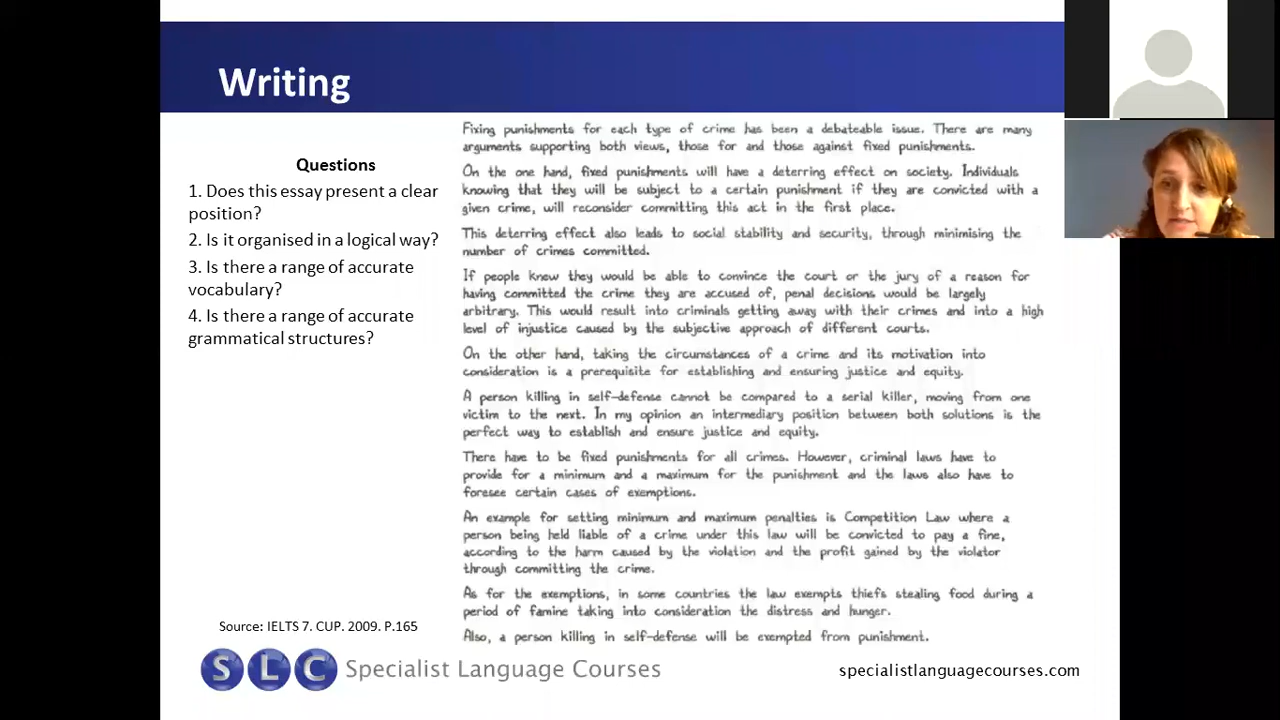 Writing
Questions
1. Does this essay present a clear
position?
2. Is it organised in a logical way?
3. Is there a range of accurate
vocabulary?
4. Is there a range of accurate
grammatical structures?
Fixing punishments for each type of crime has been a debateable issue. There are many
arguments supporting both views, those for and those against fixed punishments.
On the one hand, fixed punishments will have a deterring effect on society. Individuals
knowing that they will be subject to a certain punishment if they are convicted with a
given crime, will reconsider committing this act in the first place.
This deterring effect also leads to social stability and security, through minimising the
number of crimes committed.
If people knew they would be able to convince the court or the jury of a reason for
having committed the crime they are accused of, penal decisions would be largely
arbitrary. This would result into criminals getting away with their crimes and into a high
level of injustice caused by the subjective approach of different courts.
On the other hand, taking the circumstances of a crime and its motivation into
consideration is a prerequisite for establishing and ensuring justice and equity.
A person killing in self-defense cannot be compared to a serial killer, moving from one
victim to the next. In my opinion an intermediary position between both solutions is the
perfect way to establish and ensure justice and equity.
There have to be fixed punishments for all crimes. However, criminal laws have to
provide for a minimum and a maximum for the punishment and the laws also have to
foresee certain cases of exemptions.
An example for setting minimum and maximum penalties is Competition Law where a
person being held liable of a crime under this law will be convicted to pay a fine,
according to the harm caused by the violation and the profit gained by the violator
through committing the crime.
As for the exemptions, in some countries the law exempts thiefs stealing food during a
period of famine taking into consideration the distress and hunger.
Also, a person killing in self-defense will be exempted from punishment.
Source: IELTS 7. CUP. 2009. P.165
SLC Specialist Language Courses
specialistlanguagecourses.com